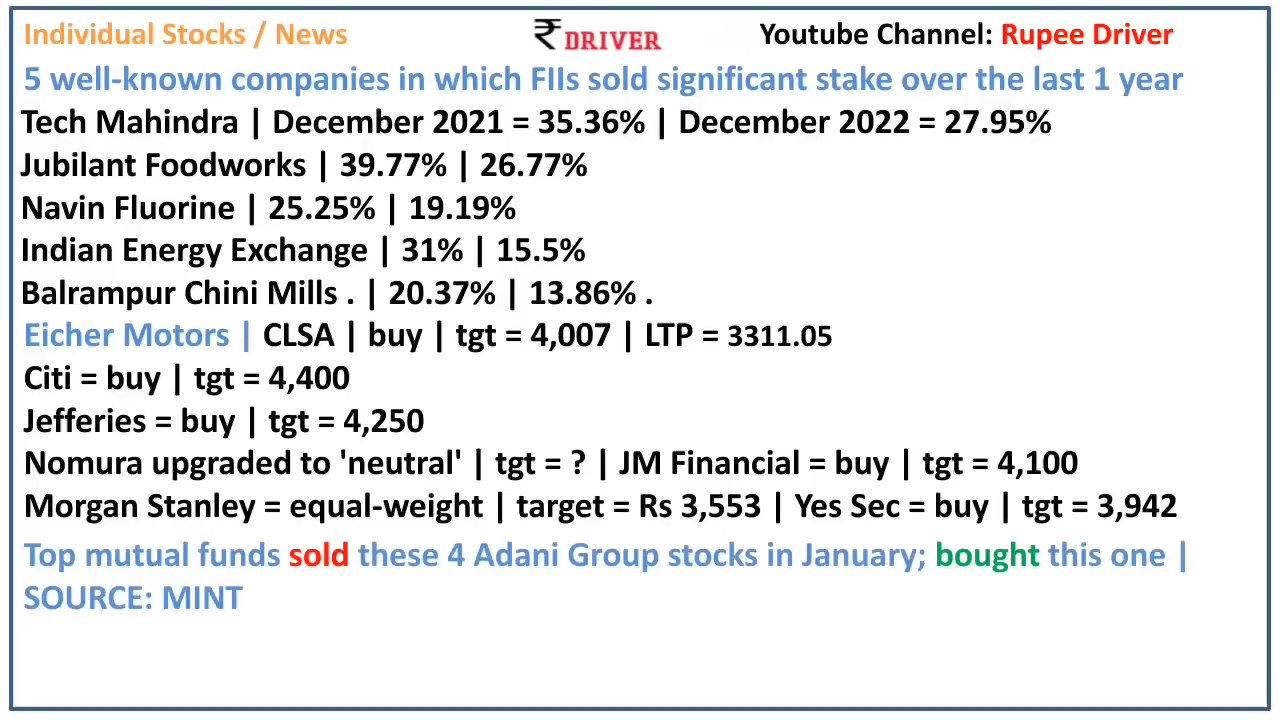 Individual Stocks / News
₹ DRIVER
Youtube Channel: Rupee Driver
5 well-known companies in which FIIs sold significant stake over the last 1 year
Tech Mahindra | December 2021 = 35.36% | December 2022 = 27.95%
Jubilant Foodworks | 39.77% | 26.77%
Navin Fluorine | 25.25% | 19.19%
Indian Energy Exchange | 31% | 15.5%
Balrampur Chini Mills . | 20.37% | 13.86% .
Eicher Motors | CLSA | buy | tgt = 4,007 | LTP = 3311.05
Citi = buy | tgt = 4,400
Jefferies = buy | tgt = 4,250
Nomura upgraded to 'neutral' | tgt = ? | JM Financial = buy | tgt = 4,100
Morgan Stanley = equal-weight | target = Rs 3,553 | Yes Sec = buy | tgt = 3,942
Top mutual funds sold these 4 Adani Group stocks in January; bought this one |
SOURCE: MINT